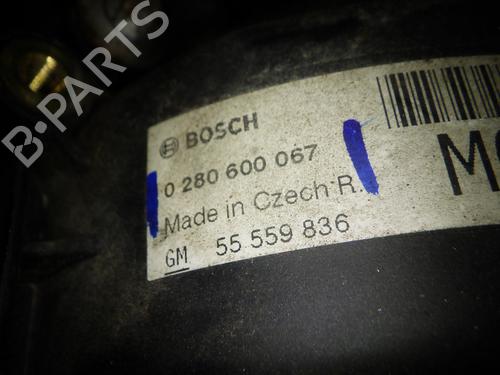 BOSCH
0 280 600 067
Made in Czech R.
GM 55 559 836
B-PARTS